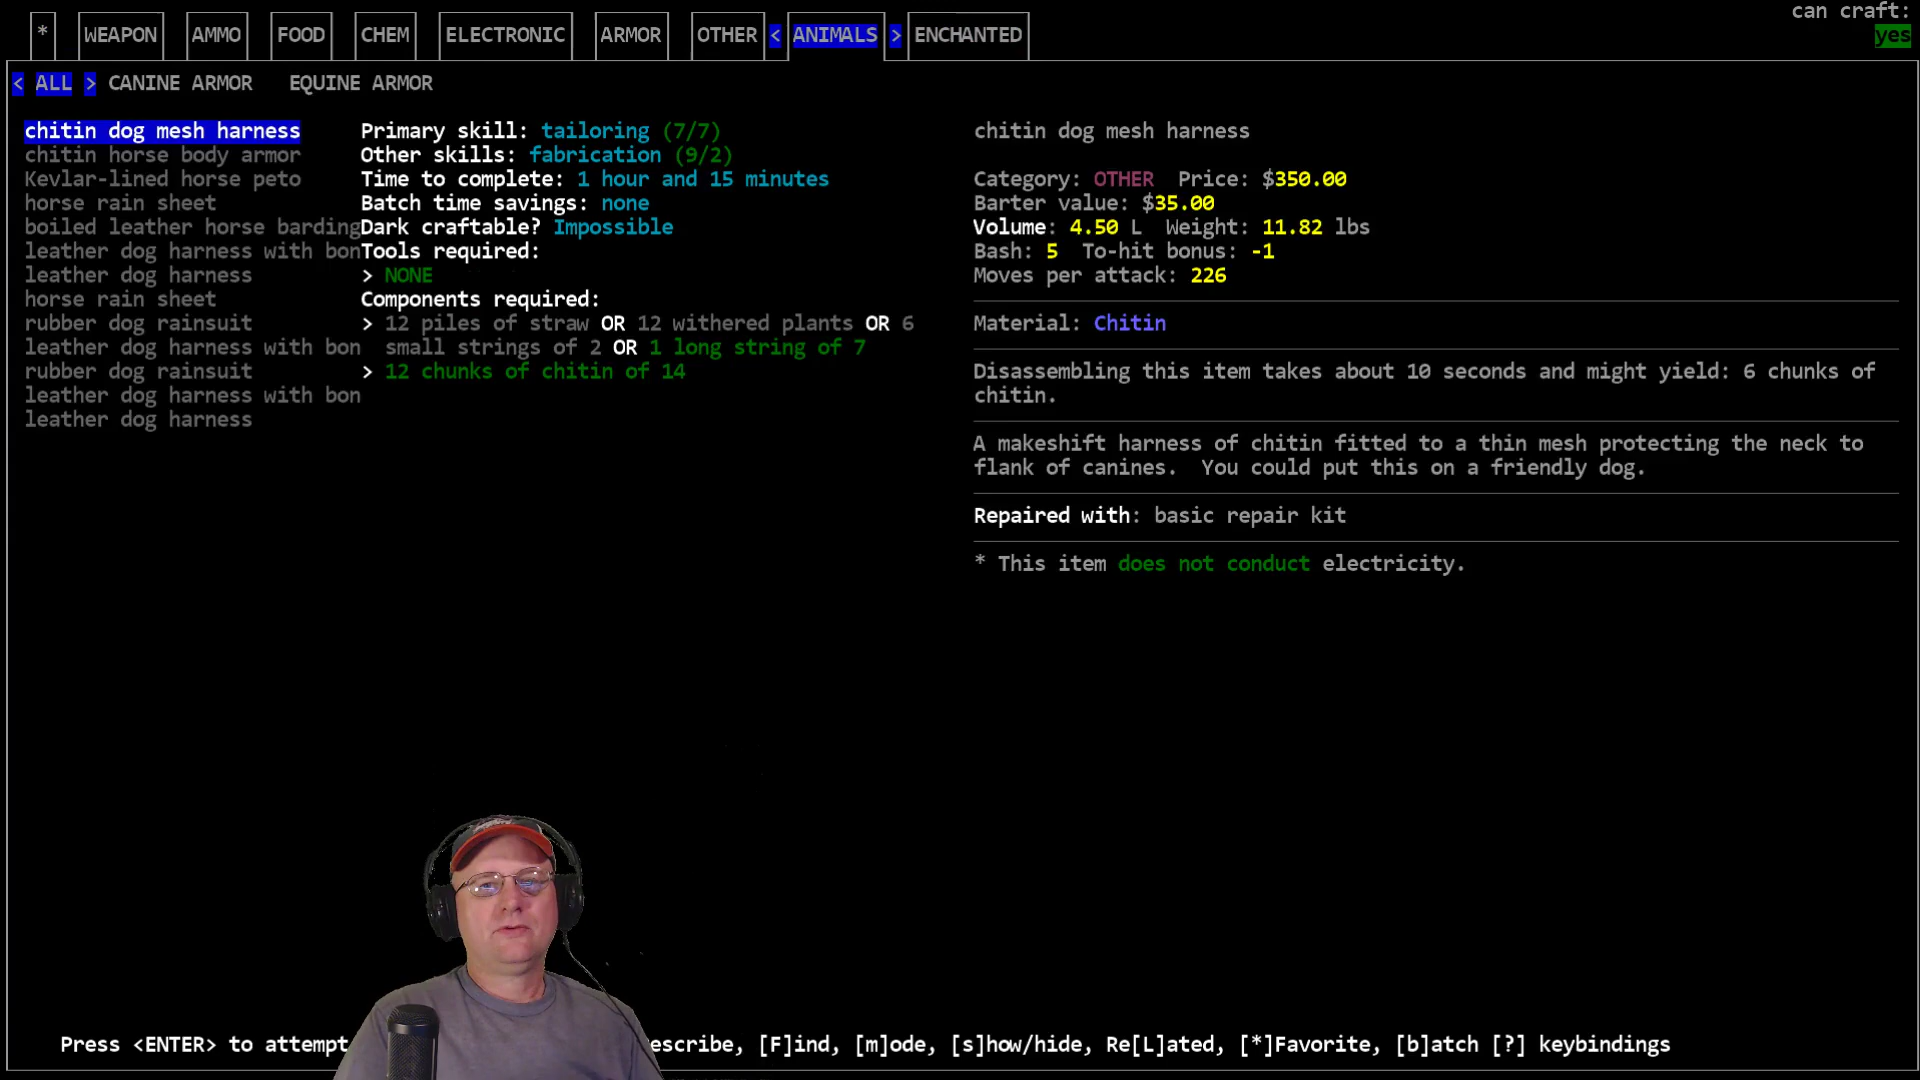 can craft:
* WEAPON AMMO FOOD CHEM ELECTRONIC ARMOR OTHER < ANIMALS > ENCHANTED yes
< ALL > CANINE ARMOR EQUINE ARMOR
chitin dog mesh harness
chitin horse body armor
Kevlar-lined horse peto
horse rain sheet
boiled leather horse barding
leather dog harness with bon
leather dog harness
horse rain sheet
rubber dog rainsuit
leather dog harness with bon
rubber dog rainsuit
leather dog harness with bon
leather dog harness
Primary skill: tailoring (7/7)
Other skills: fabrication (9/2)
Time to complete: 1 hour and 15 minutes
Batch time savings: none
Dark craftable? Impossible
Tools required:
> NONE
Components required:
> 12 piles of straw OR 12 withered plants OR 6
small strings of 2 OR 1 long string of 7
> 12 chunks of chitin of 14
chitin dog mesh harness
Category: OTHER Price: $350.00
Barter value: $35.00
Volume: 4.50 L Weight: 11.82 lbs
Bash: 5 To-hit bonus: -1
Moves per attack: 226
Material: Chitin
Disassembling this item takes about 10 seconds and might yield: 6 chunks of
chitin.
A makeshift harness of chitin fitted to a thin mesh protecting the neck to
flank of canines. You could put this on a friendly dog.
Repaired with: basic repair kit
* This item does not conduct electricity.
Press <ENTER> to attempt escribe, [F]ind, [m]ode, [s]how/hide, Re[L]ated, [*]Favorite, [b]atch [?] keybindings